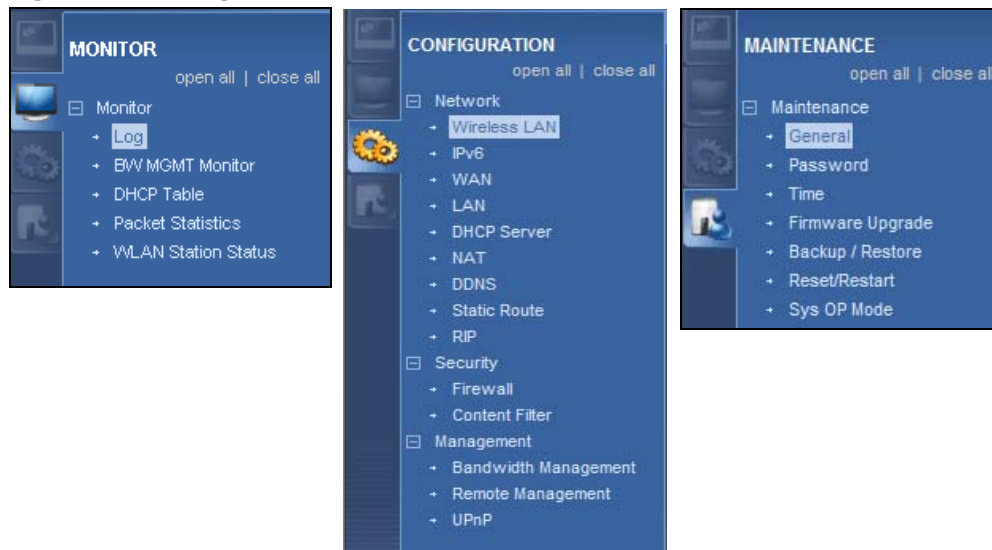 MONITOR
open all | close all
Monitor
Log
BW MGMT Monitor
DHCP Table
Packet Statistics
WLAN Station Status
CONFIGURATION
open all | close all
Network
Wireless LAN
IPv6
WAN
LAN
DHCP Server
NAT
DDNS
Static Route
RIP
Security
Firewall
Content Filter
Management
Bandwidth Management
Remote Management
UPnP
MAINTENANCE
open all | close all
Maintenance
General
Password
Time
Firmware Upgrade
Backup / Restore
Reset/Restart
Sys OP Mode